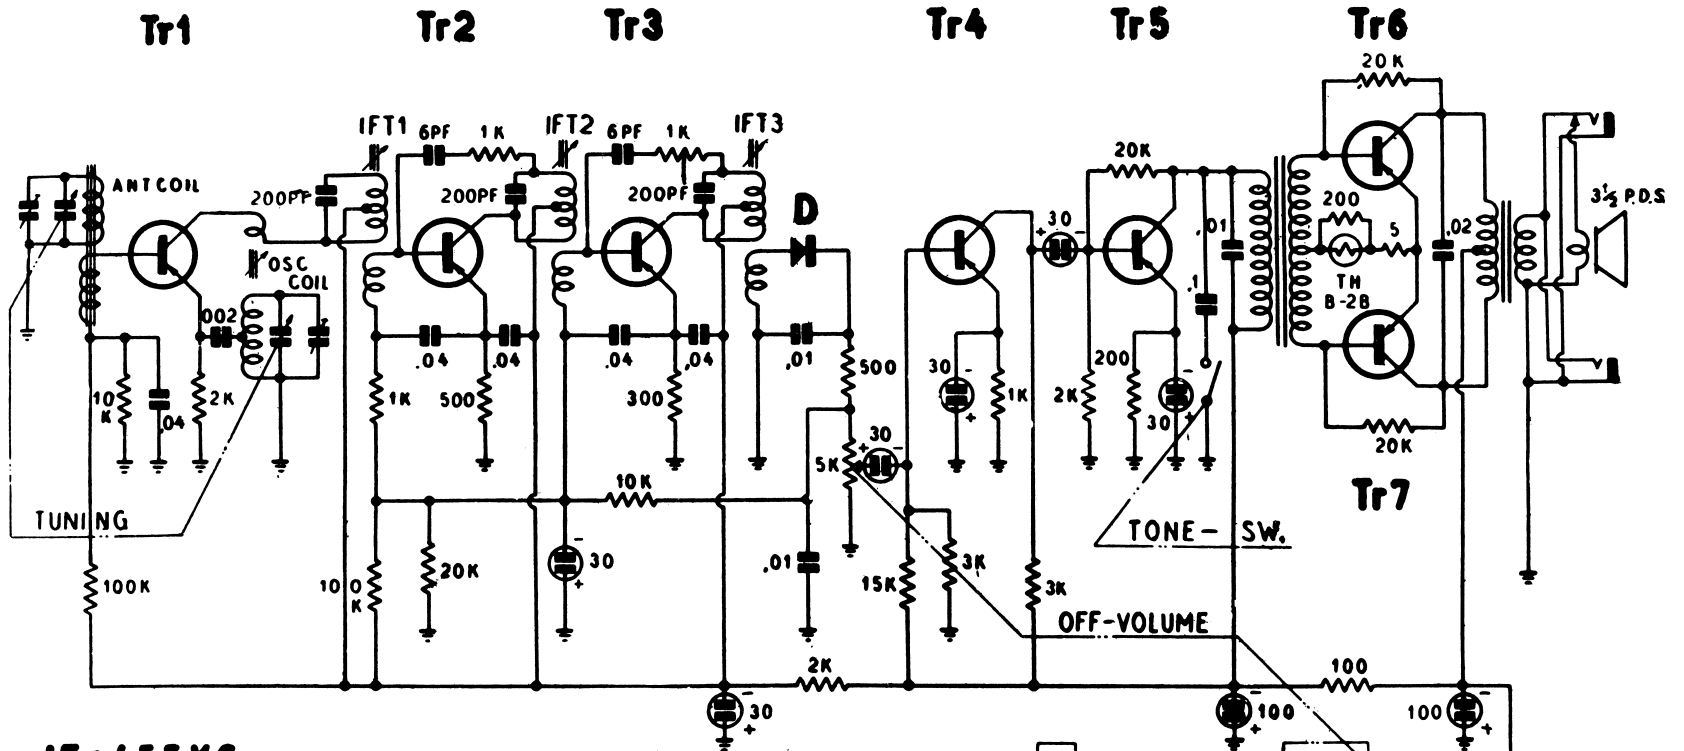 Tr1 Tr2 Tr3 Tr4 Tr5 Tr6
20K
IFT1 6PF 1K IFT2 6PF 1K IFT3
20K
ANT COIL 200PF 200PF 200PF D
200 3½ P.D.S.
30
+ -
.01 5 .02
OSC
COIL
TH
B-2B
.1
002
.04 .04 .04 .04 .01 500 200
10
K
.04 2K 1K 500 300 30 - + 1K 2K 30 - +
20K
30
+ -
5K
10K
Tr7
TUNING
TONE- SW.
100K 100
K
20K 30 - + .01 15K 3K 3K
OFF-VOLUME
2K 100
30 - + 100 - + 100 - +